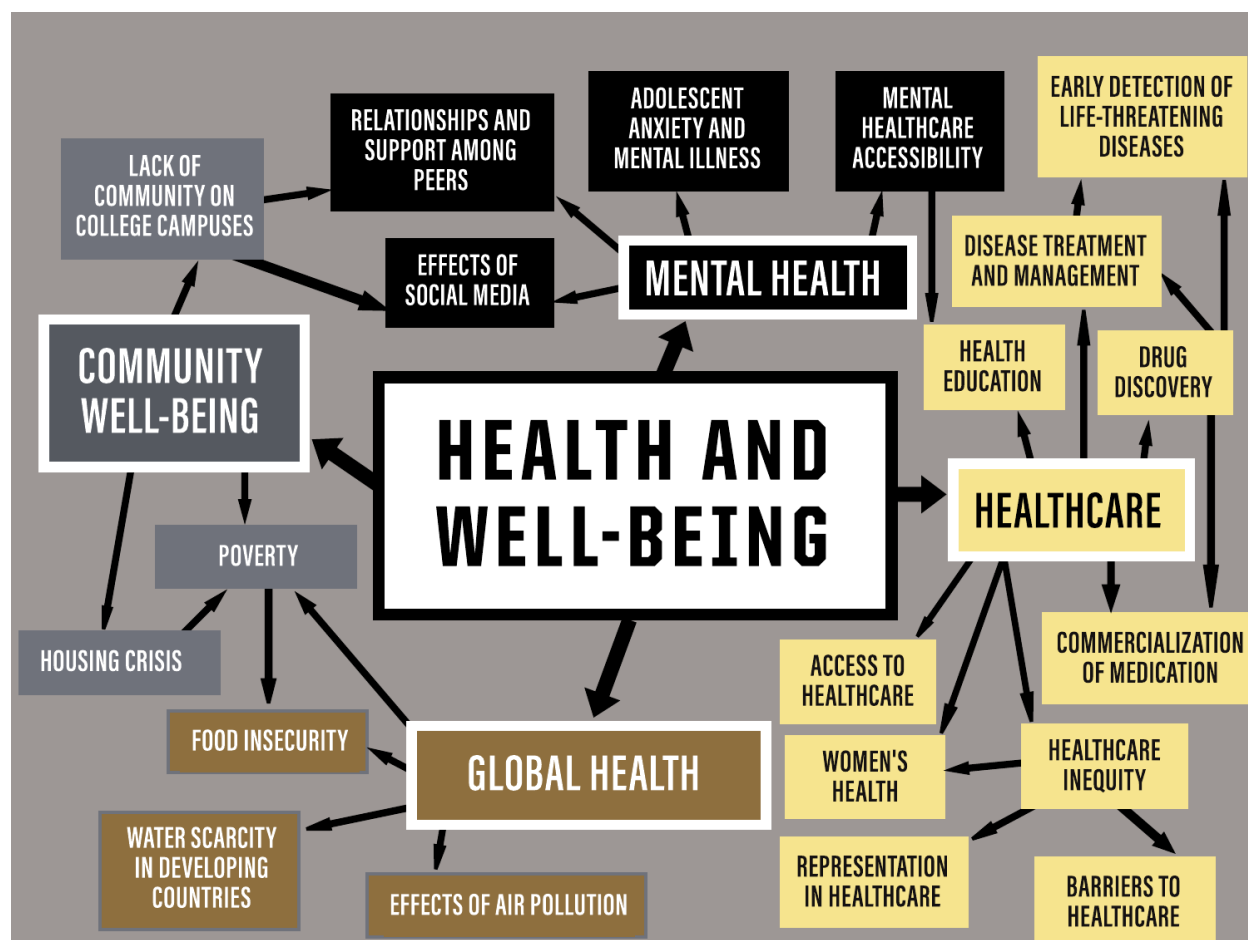 RELATIONSHIPS AND
SUPPORT AMONG
PEERS
ADOLESCENT
ANXIETY AND
MENTAL ILLNESS
MENTAL
HEALTHCARE
ACCESSIBILITY
EARLY DETECTION OF
LIFE-THREATENING
DISEASES
LACK OF
COMMUNITY ON
COLLEGE CAMPUSES
EFFECTS OF
SOCIAL MEDIA
MENTAL HEALTH
DISEASE TREATMENT
AND MANAGEMENT
COMMUNITY
WELL-BEING
HEALTH
EDUCATION
DRUG
DISCOVERY
HEALTH AND
WELL-BEING
HEALTHCARE
POVERTY
HOUSING CRISIS
ACCESS TO
HEALTHCARE
COMMERCIALIZATION
OF MEDICATION
FOOD INSECURITY
GLOBAL HEALTH
WOMEN'S
HEALTH
HEALTHCARE
INEQUITY
WATER SCARCITY
IN DEVELOPING
COUNTRIES
EFFECTS OF AIR POLLUTION
REPRESENTATION
IN HEALTHCARE
BARRIERS TO
HEALTHCARE